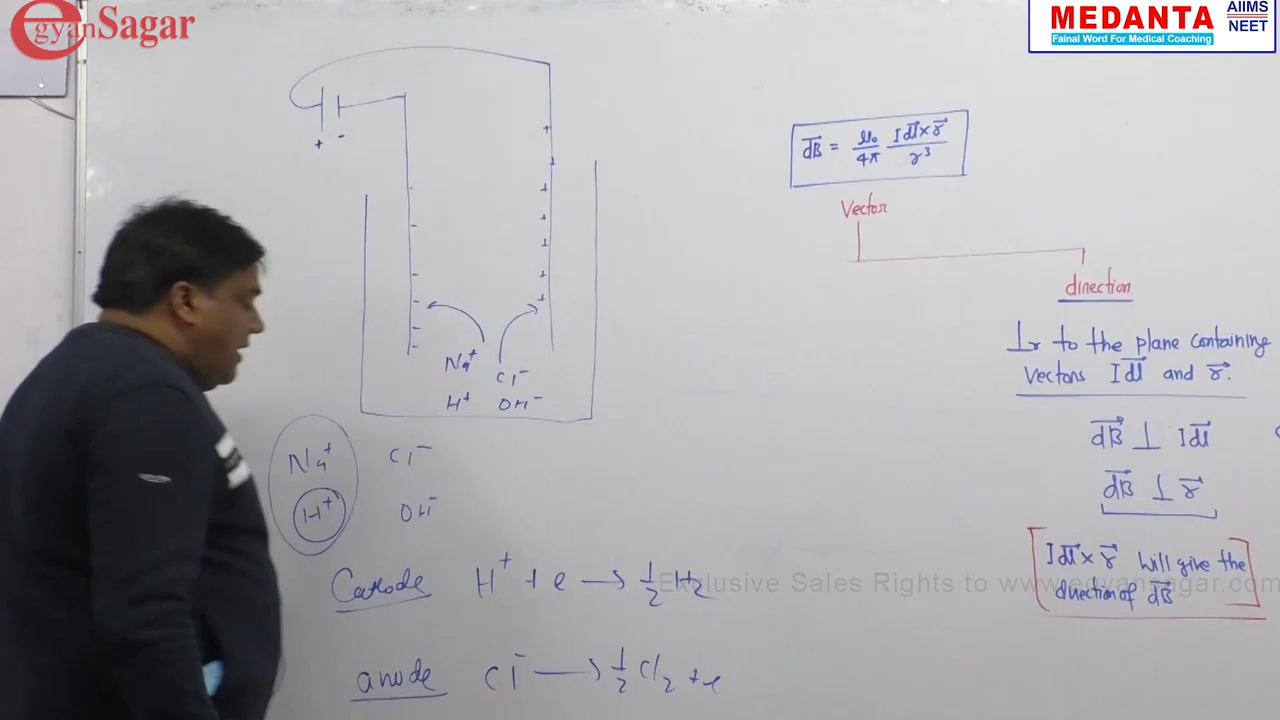 egyanSagar
MEDANTA
Fainal Word For Medical Coaching
AIIMS
NEET
+ -
Na⁺ Cl⁻
H⁺ OH⁻
Na⁺ Cl⁻
H⁺ OH⁻
Catode H⁺ + e → 1/2 H₂
anode Cl⁻ → 1/2 Cl₂ + e
dB⃗ = μ₀/4π Idl⃗ × r⃗/r³
Vector
direction
⊥r to the plane containing
vectors Idl⃗ and r⃗.
dB⃗ ⊥ Idl⃗
dB⃗ ⊥ r⃗
Idl⃗ × r⃗ will give the
direction of dB⃗
Exclusive Sales Rights to www.egyansagar.com